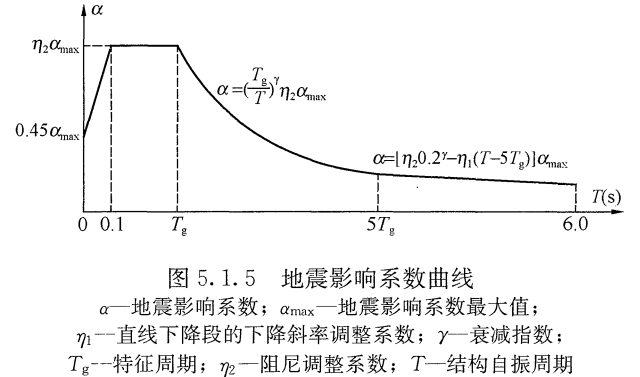 α
η₂αmax
α=(Tg/T)^γ η₂αmax
0.45αmax
α=[η₂0.2^γ−η₁(T−5Tg)]αmax
T(s)
0 0.1 Tg 5Tg 6.0
图 5.1.5 地震影响系数曲线
α—地震影响系数；αmax—地震影响系数最大值；
η₁—直线下降段的下降斜率调整系数；γ—衰减指数；
Tg—特征周期；η₂—阻尼调整系数；T—结构自振周期